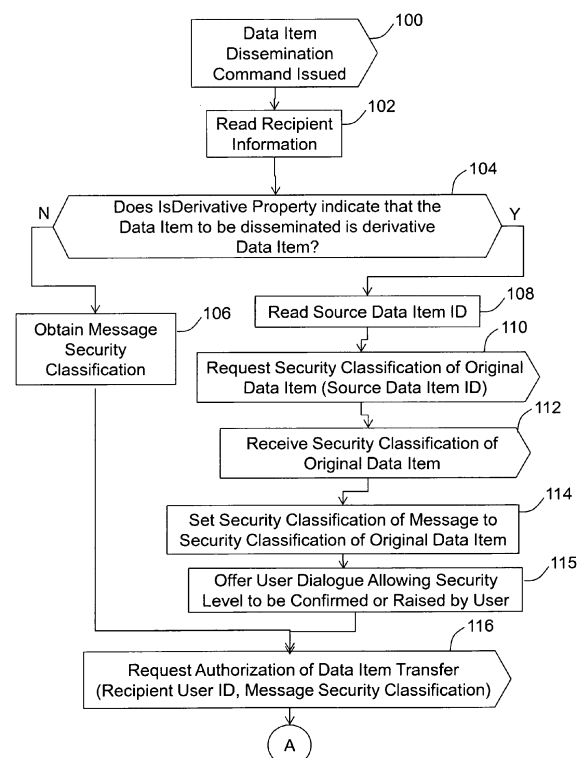 Data Item
Dissemination
Command Issued
100
Read Recipient
Information
102
104
Does IsDerivative Property indicate that the
Data Item to be disseminated is derivative
Data Item?
N
Y
106
Obtain Message
Security
Classification
108
Read Source Data Item ID
110
Request Security Classification of Original
Data Item (Source Data Item ID)
112
Receive Security Classification of
Original Data Item
114
Set Security Classification of Message to
Security Classification of Original Data Item
115
Offer User Dialogue Allowing Security
Level to be Confirmed or Raised by User
116
Request Authorization of Data Item Transfer
(Recipient User ID, Message Security Classification)
A